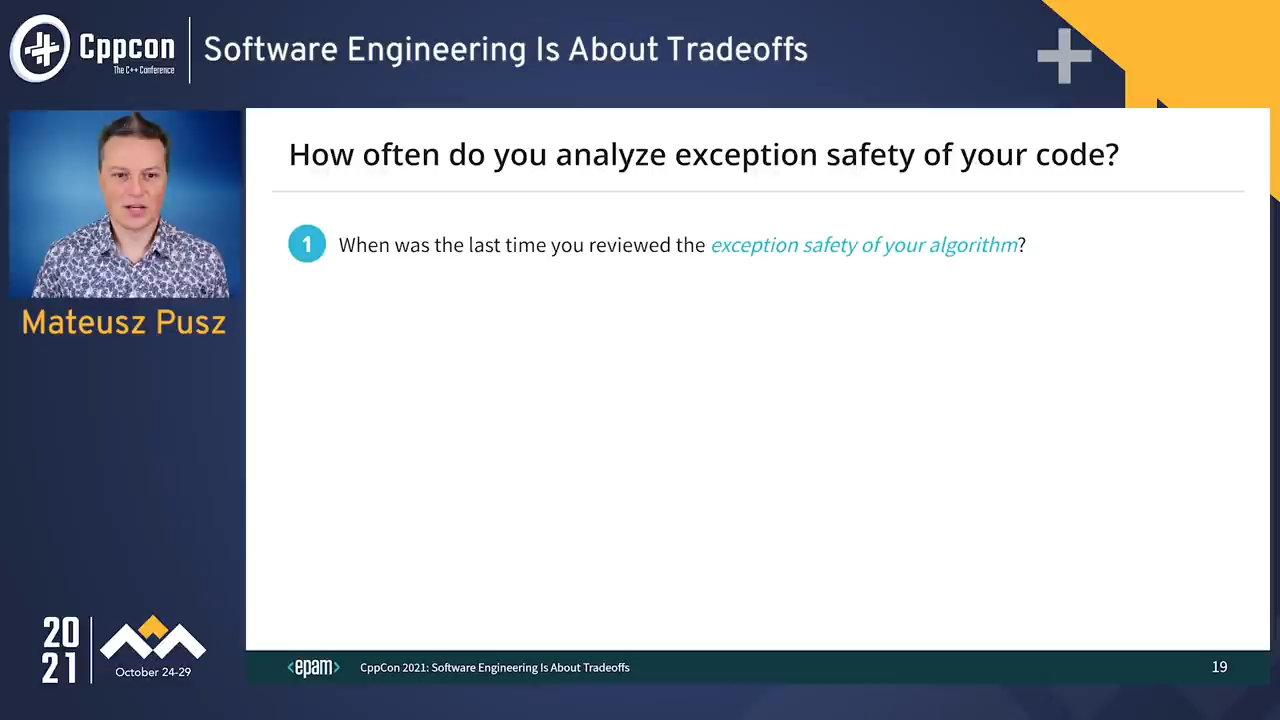 Cppcon
The C++ Conference
Software Engineering Is About Tradeoffs
How often do you analyze exception safety of your code?
1 When was the last time you reviewed the exception safety of your algorithm?
Mateusz Pusz
20
21
October 24-29
<epam>
CppCon 2021: Software Engineering Is About Tradeoffs
19